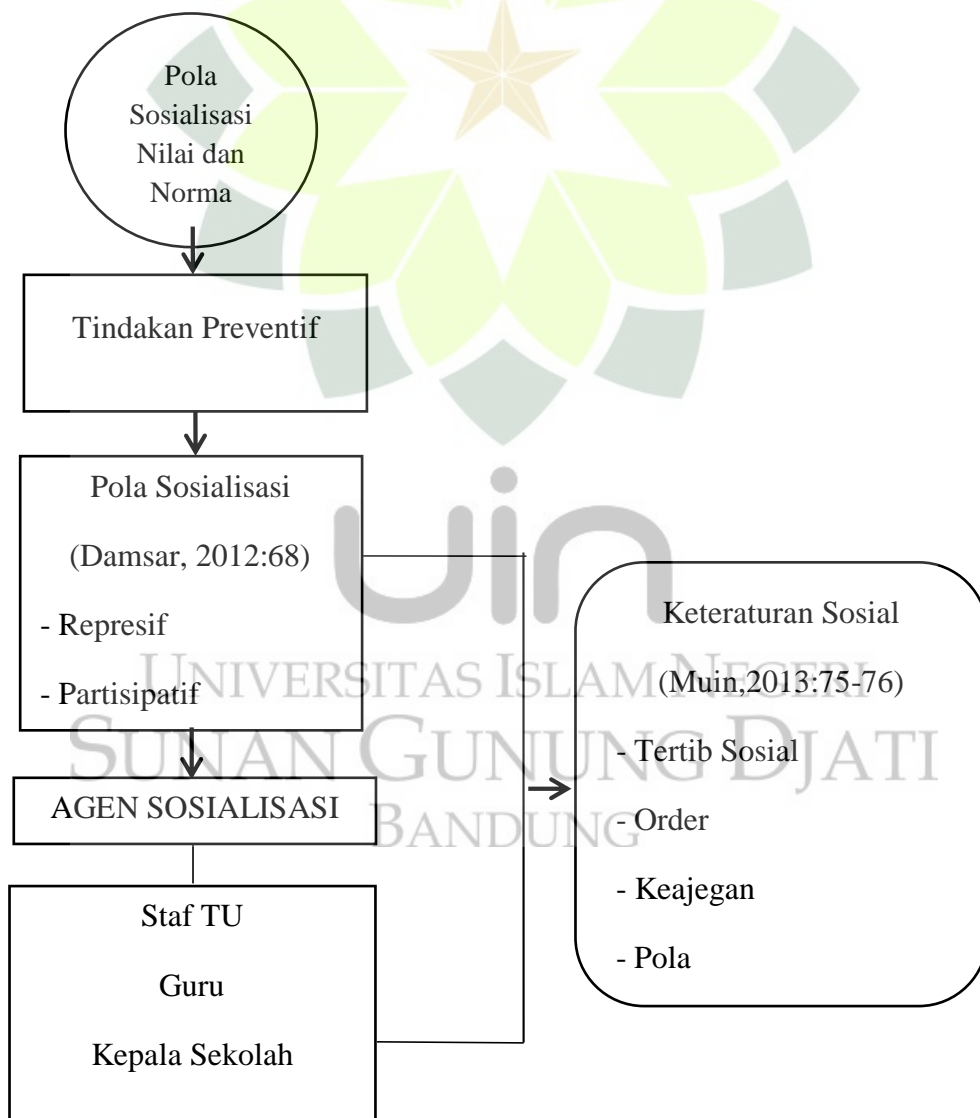 Pola
Sosialisasi
Nilai dan
Norma
Tindakan Preventif
Pola Sosialisasi
(Damsar, 2012:68)
- Represif
- Partisipatif
AGEN SOSIALISASI
Staf TU
Guru
Kepala Sekolah
Keteraturan Sosial
(Muin,2013:75-76)
- Tertib Sosial
- Order
- Keajegan
- Pola
uin
UNIVERSITAS ISLAM NEGERI
SUNAN GUNUNG DJATI
BANDUNG